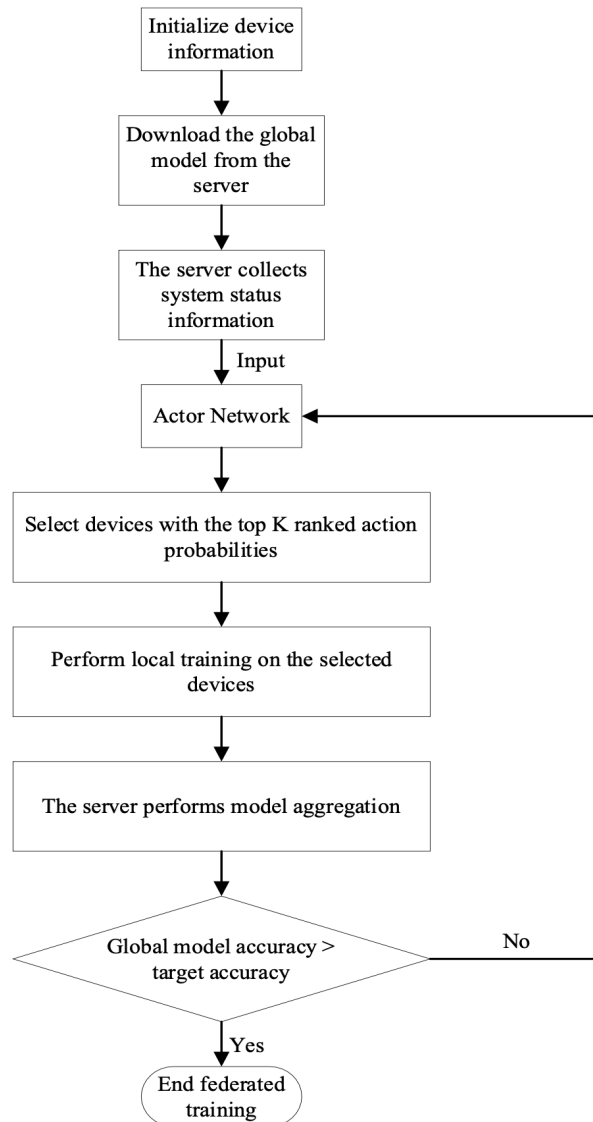 Initialize device
information
Download the global
model from the
server
The server collects
system status
information
Input
Actor Network
Select devices with the top K ranked action
probabilities
Perform local training on the selected
devices
The server performs model aggregation
Global model accuracy >
target accuracy
No
Yes
End federated
training